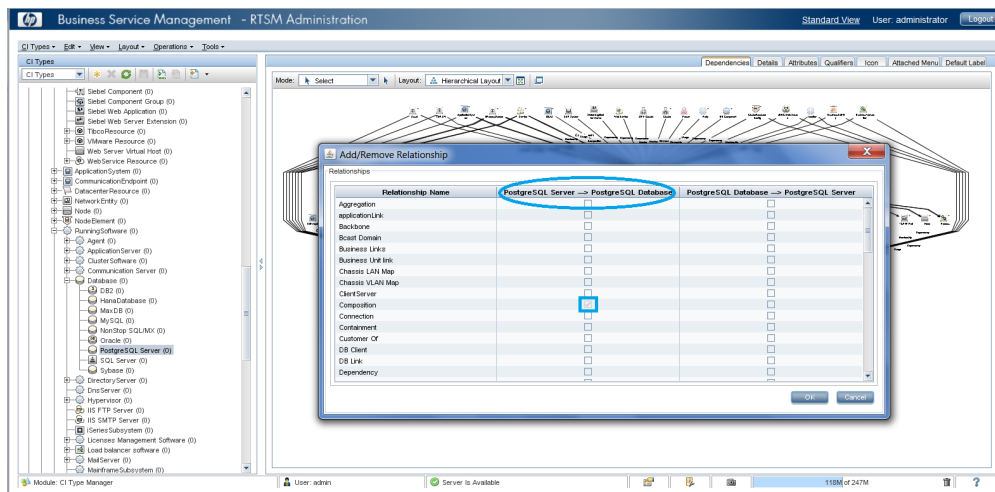 hp Business Service Management - RTSM Administration
Standard View User: administrator Logout
CI Types Edit View Layout Operations Tools
CI Types
Dependencies Details Attributes Qualifiers Icon Attached Menu Default Label
CI Types
Mode: Select Layout: Hierarchical Layout
Siebel Component (0)
Siebel Component Group (0)
Siebel Web Application (0)
Siebel Web Server Extension (0)
TibcoResource (0)
VMware Resource (0)
Web Server Virtual Host (0)
WebService Resource (0)
ApplicationSystem (0)
CommunicationEndpoint (0)
DatacenterResource (0)
NetworkEntity (0)
Node (0)
NodeElement (0)
RunningSoftware (0)
Agent (0)
ApplicationServer (0)
ClusterSoftware (0)
Communication Server (0)
Database (0)
DB2 (0)
HanaDatabase (0)
MaxDB (0)
MySQL (0)
NonStop SQL/MX (0)
Oracle (0)
PostgreSQL Server (0)
SQL Server (0)
Sybase (0)
DirectoryServer (0)
DnsServer (0)
Hypervisor (0)
IIS FTP Server (0)
IIS SMTP Server (0)
iSeriesSubsystem (0)
Licenses Management Software (0)
Load balancer software (0)
MailServer (0)
MainframeSubsystem (0)
Add/Remove Relationship
Relationships
Relationship Name PostgreSQL Server --> PostgreSQL Database PostgreSQL Database --> PostgreSQL Server
Aggregation
applicationLink
Backbone
Bcast Domain
Business Links
Business Unit link
Chassis LAN Map
Chassis VLAN Map
ClientServer
Composition
Connection
Containment
Customer Of
DB Client
DB Link
Dependency
OK Cancel
Module: CI Type Manager User: admin Server Is Available 118M of 247M